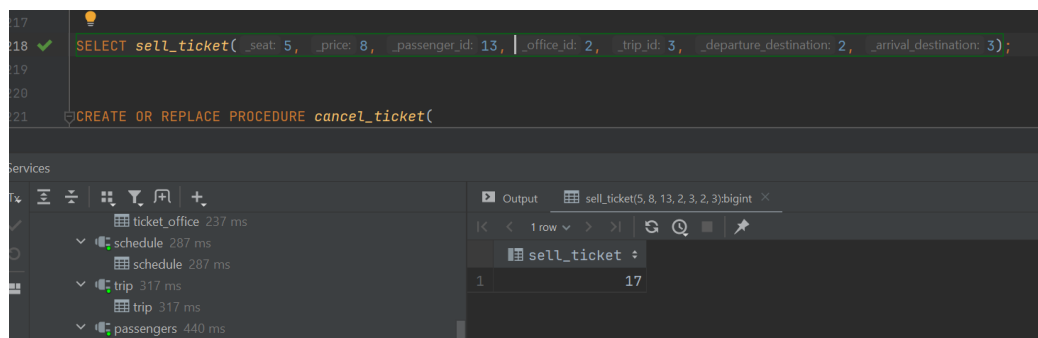 217
218 SELECT sell_ticket( _seat: 5, _price: 8, _passenger_id: 13, _office_id: 2, _trip_id: 3, _departure_destination: 2, _arrival_destination: 3);
219
220
221 CREATE OR REPLACE PROCEDURE cancel_ticket(
Services
Tx
Output sell_ticket(5, 8, 13, 2, 3, 2, 3):bigint
ticket_office 237 ms
1 row
schedule 287 ms
sell_ticket
schedule 287 ms
1 17
trip 317 ms
trip 317 ms
passengers 440 ms